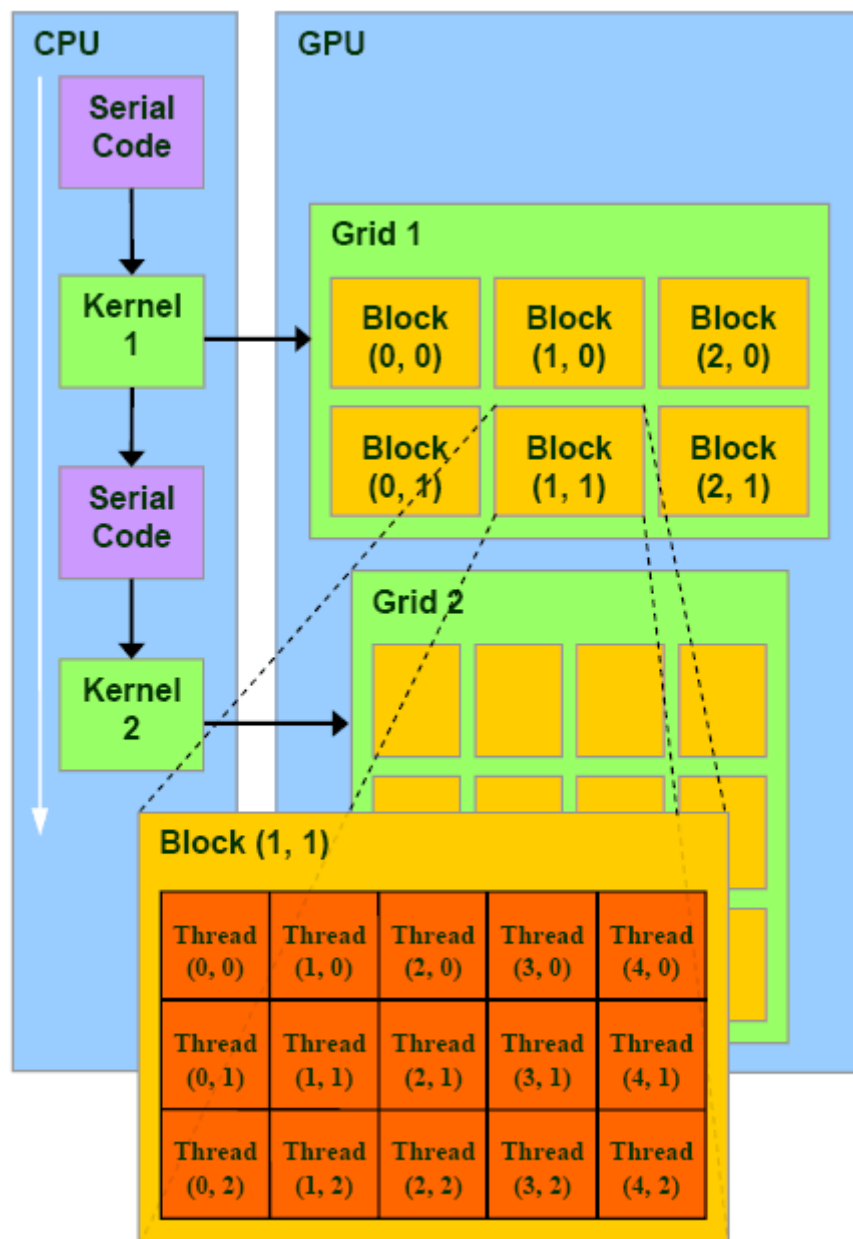 CPU
Serial
Code
Kernel
1
Serial
Code
Kernel
2
GPU
Grid 1
Block
(0, 0)
Block
(1, 0)
Block
(2, 0)
Block
(0, 1)
Block
(1, 1)
Block
(2, 1)
Grid 2
Block (1, 1)
Thread
(0, 0)
Thread
(1, 0)
Thread
(2, 0)
Thread
(3, 0)
Thread
(4, 0)
Thread
(0, 1)
Thread
(1, 1)
Thread
(2, 1)
Thread
(3, 1)
Thread
(4, 1)
Thread
(0, 2)
Thread
(1, 2)
Thread
(2, 2)
Thread
(3, 2)
Thread
(4, 2)